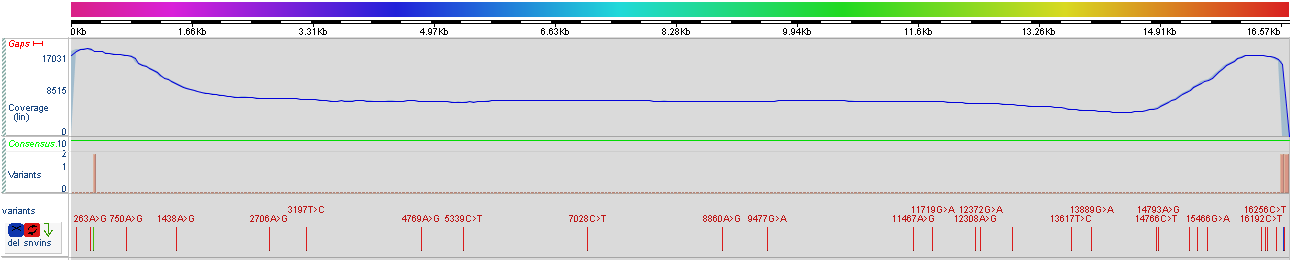 0Kb 1.66Kb 3.31Kb 4.97Kb 6.63Kb 8.28Kb 9.94Kb 11.6Kb 13.26Kb 14.91Kb 16.57Kb
Gaps
17031
8515
Coverage
(lin)
0
Consensus 10
2
1
Variants
0
variants
3197T>C 11719G>A 12372G>A 13889G>A 14793A>G 16256C>T
263A>G 750A>G 1438A>G 2706A>G 4769A>G 5339C>T 7028C>T 8860A>G 9477G>A 11467A>G 12308A>G 13617T>C 14766C>T 15466G>A 16192C>T
del snvins